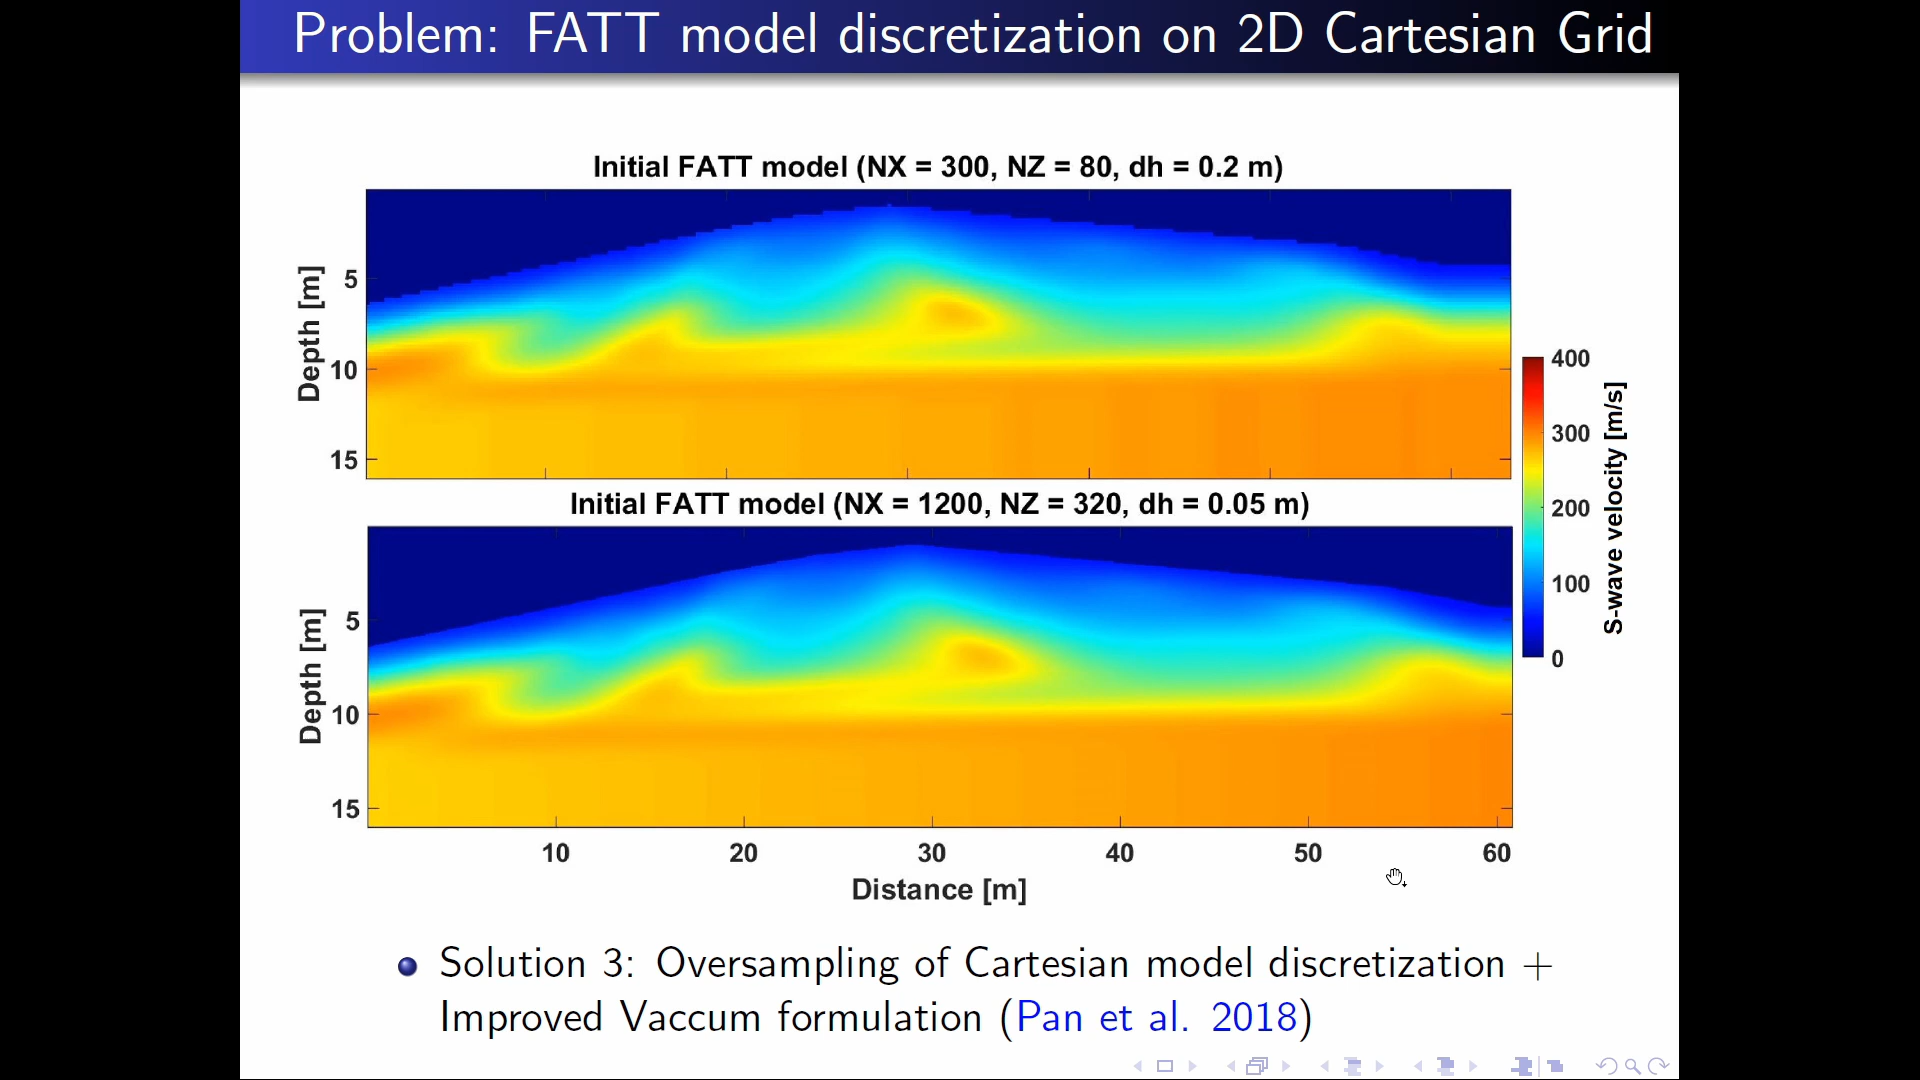 Problem: FATT model discretization on 2D Cartesian Grid
Initial FATT model (NX = 300, NZ = 80, dh = 0.2 m)
Depth [m]
5
10
15
Initial FATT model (NX = 1200, NZ = 320, dh = 0.05 m)
Depth [m]
5
10
15
10 20 30 40 50 60
Distance [m]
400
300
200
100
0
S-wave velocity [m/s]
Solution 3: Oversampling of Cartesian model discretization +
Improved Vaccum formulation (Pan et al. 2018)